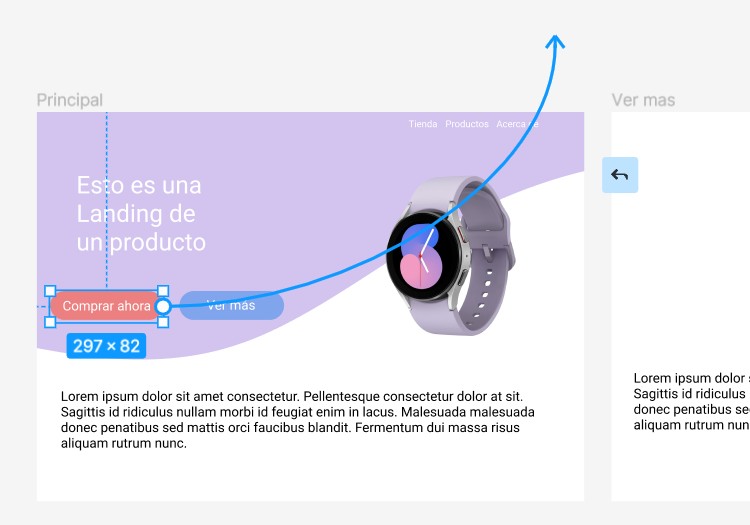 Principal
Ver mas
Tienda Productos Acerca de
Esto es una
Landing de
un producto
Comprar ahora
Ver mas
297 × 82
Lorem ipsum dolor sit amet consectetur. Pellentesque consectetur dolor at sit.
Sagittis id ridiculus nullam morbi id feugiat enim in lacus. Malesuada malesuada
donec penatibus sed mattis orci faucibus blandit. Fermentum dui massa risus
aliquam rutrum nunc.
Lorem ipsum dolor
Sagittis id ridiculus
donec penatibus
aliquam rutrum